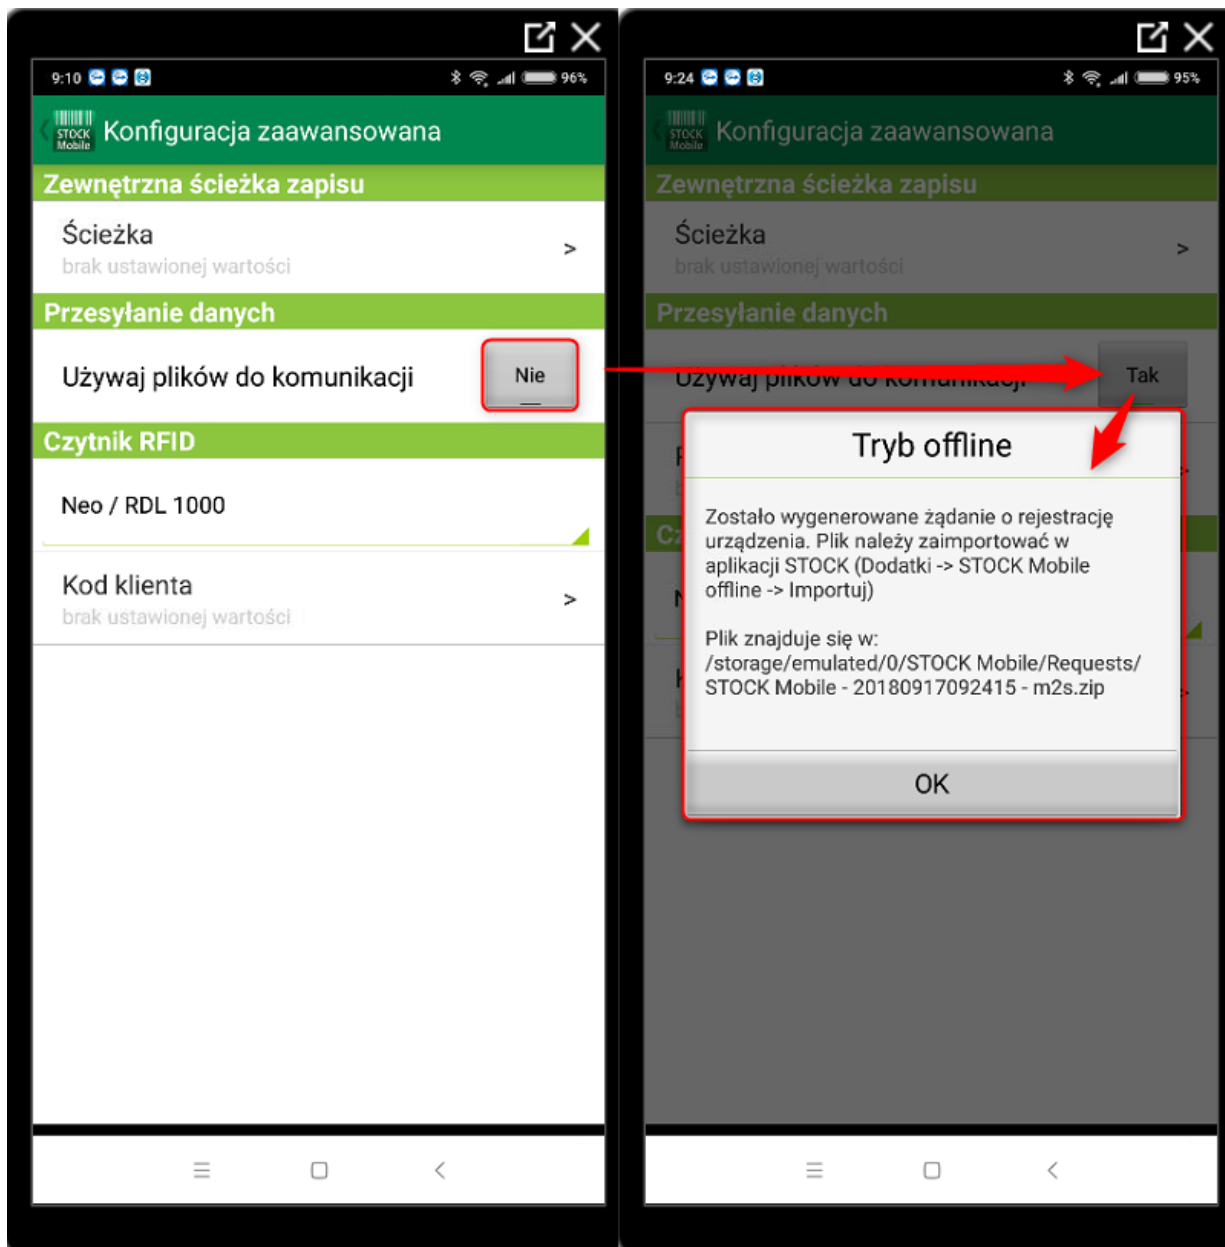 9:10
96%
STOCK
Mobile
Konfiguracja zaawansowana
Zewnętrzna ścieżka zapisu
Ścieżka
>
brak ustawionej wartości
Przesyłanie danych
Używaj plików do komunikacji
Nie
Czytnik RFID
Neo / RDL 1000
Kod klienta
>
brak ustawionej wartości
9:24
95%
STOCK
Mobile
Konfiguracja zaawansowana
Zewnętrzna ścieżka zapisu
Ścieżka
>
brak ustawionej wartości
Przesyłanie danych
Używaj plików do komunikacji
Tak
Tryb offline
Zostało wygenerowane żądanie o rejestrację
urządzenia. Plik należy zaimportować w
aplikacji STOCK (Dodatki -> STOCK Mobile
offline -> Importuj)
Plik znajduje się w:
/storage/emulated/0/STOCK Mobile/Requests/
STOCK Mobile - 20180917092415 - m2s.zip
OK